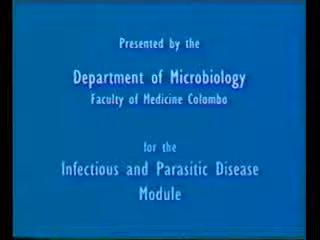 Presented by the
Department of Microbiology
Faculty of Medicine Colombo
for the
Infectious and Parasitic Disease
Module